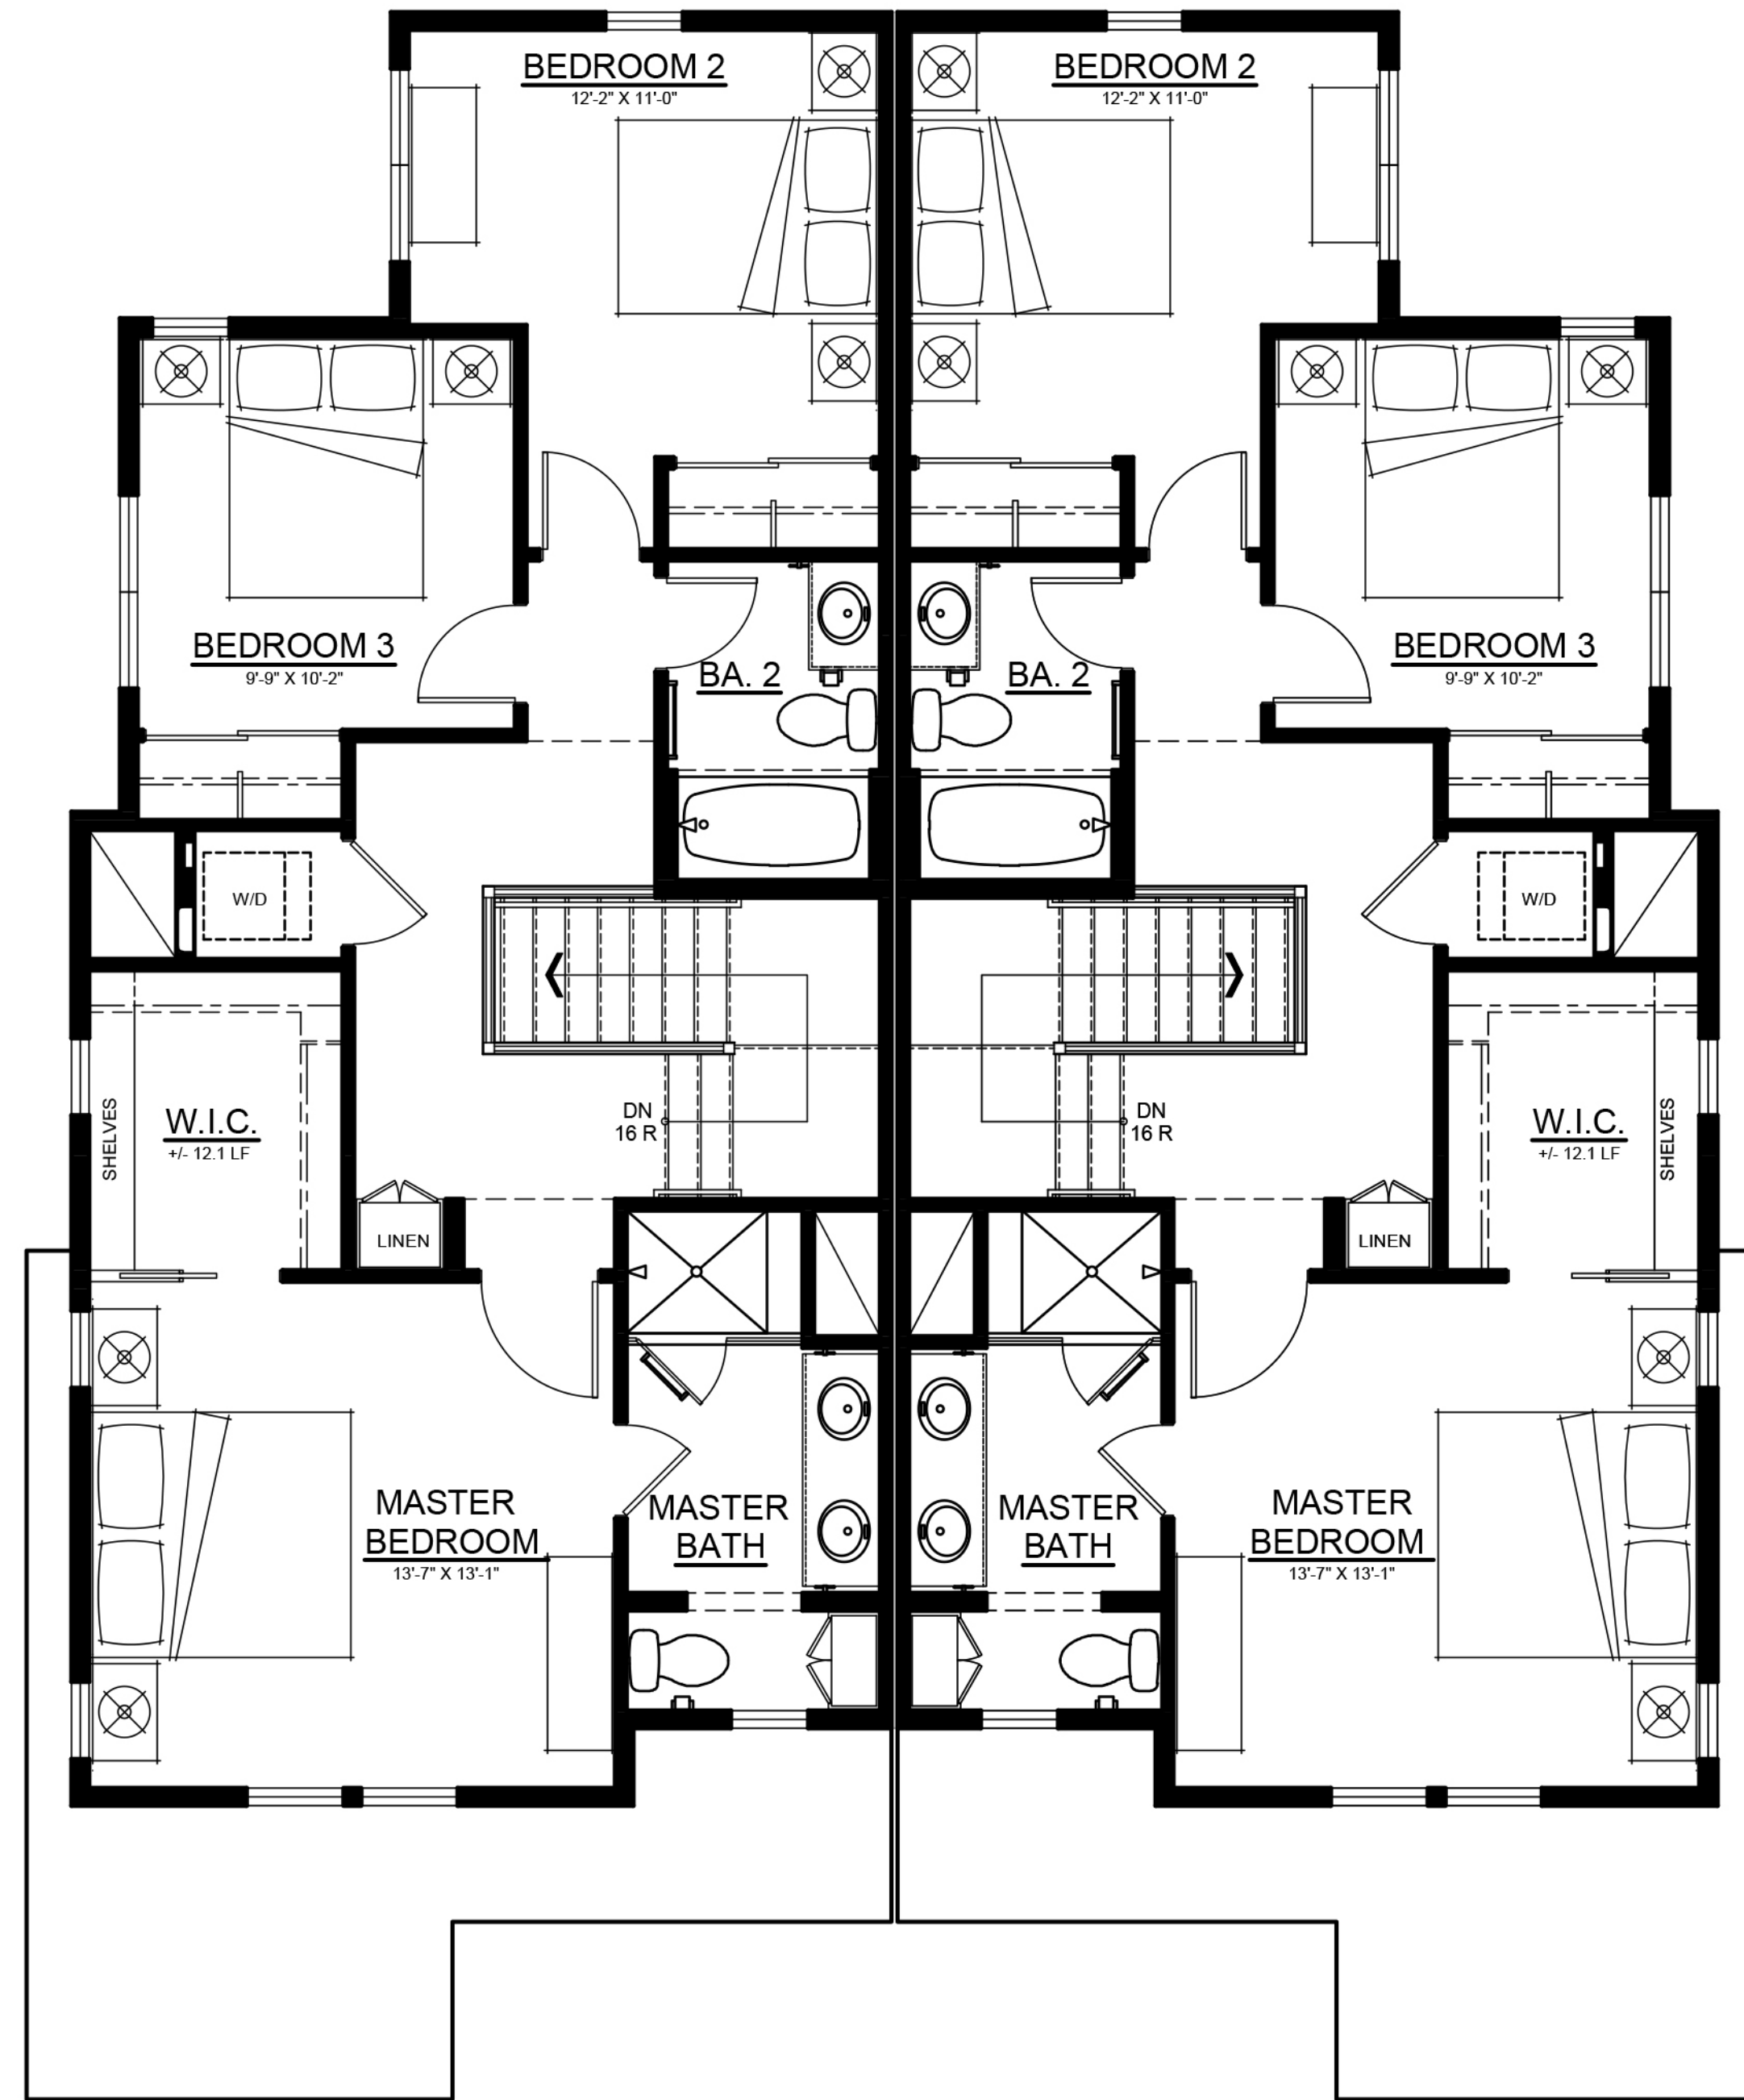 BEDROOM 2
12'-2" X 11'-0"
BEDROOM 2
12'-2" X 11'-0"
BEDROOM 3
9'-9" X 10'-2"
BA. 2
BA. 2
BEDROOM 3
9'-9" X 10'-2"
W/D
W/D
SHELVES
W.I.C.
+/- 12.1 LF
DN
16 R
DN
16 R
W.I.C.
+/- 12.1 LF
SHELVES
LINEN
LINEN
MASTER
BEDROOM
13'-7" X 13'-1"
MASTER
BATH
MASTER
BATH
MASTER
BEDROOM
13'-7" X 13'-1"